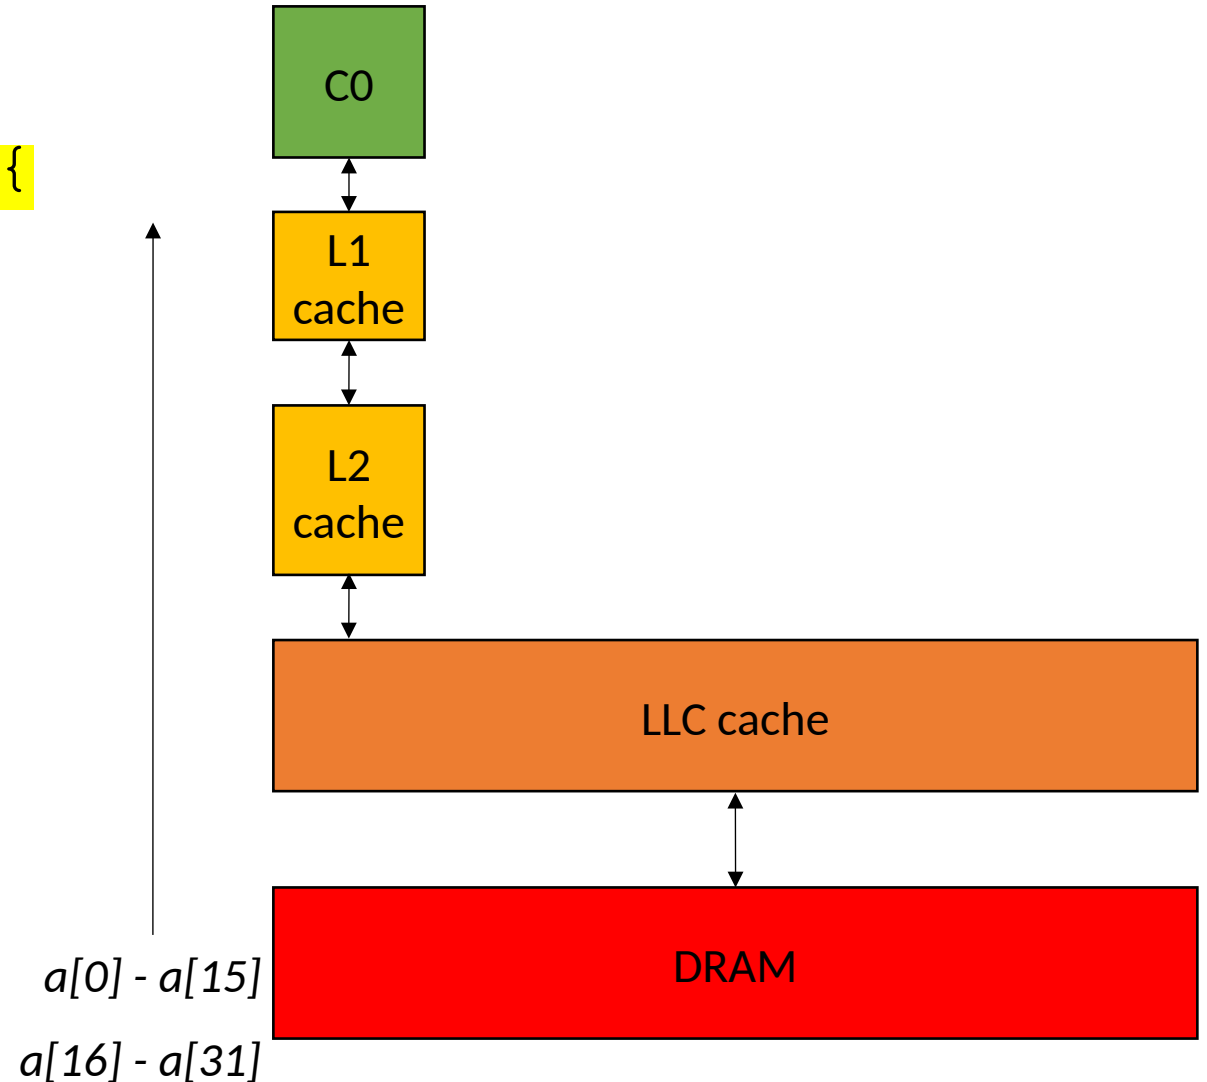 C0
{
L1
cache
L2
cache
LLC cache
a[0] - a[15]
DRAM
a[16] - a[31]